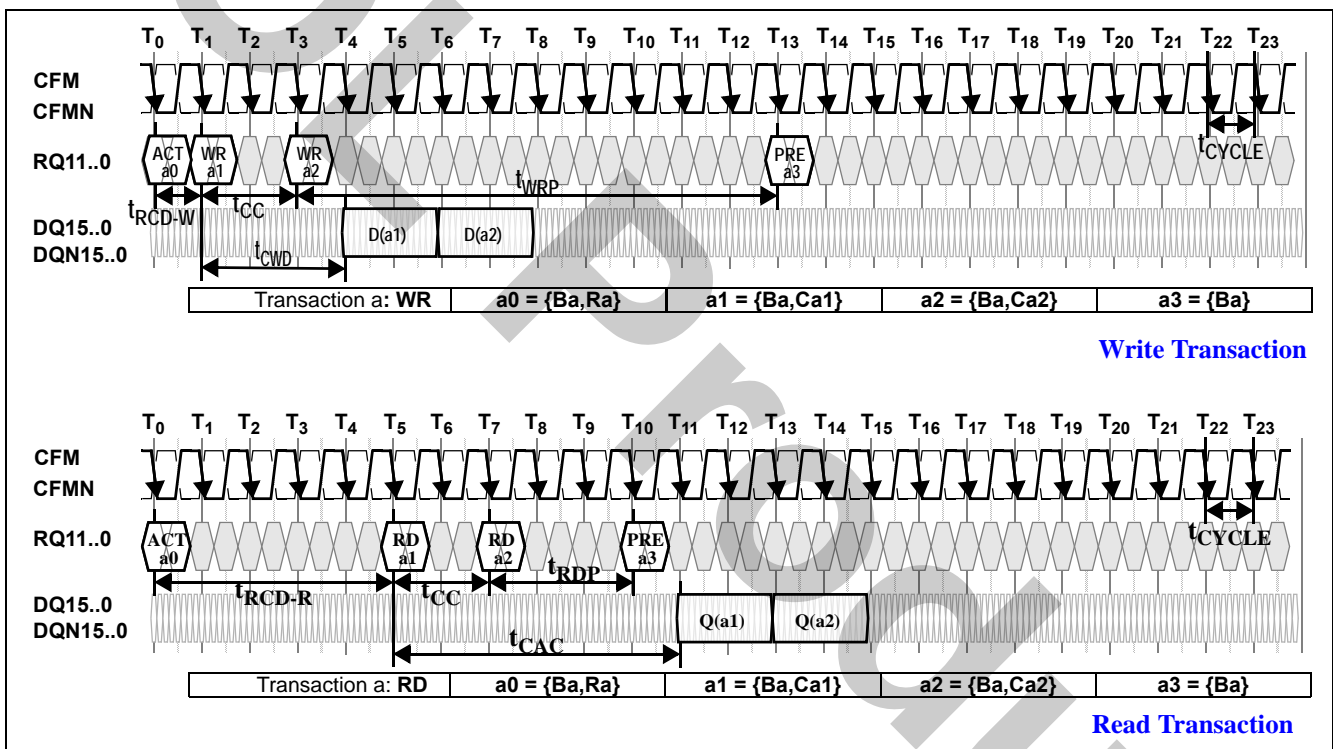 T0 T1 T2 T3 T4 T5 T6 T7 T8 T9 T10 T11 T12 T13 T14 T15 T16 T17 T18 T19 T20 T21 T22 T23
CFM
CFMN
tCYCLE
RQ11..0
ACT a0
WR a1
WR a2
PRE a3
tWRP
tRCD-W
tCC
DQ15..0
DQN15..0
D(a1)
D(a2)
tCWD
Transaction a: WR a0 = {Ba,Ra} a1 = {Ba,Ca1} a2 = {Ba,Ca2} a3 = {Ba}
Write Transaction
T0 T1 T2 T3 T4 T5 T6 T7 T8 T9 T10 T11 T12 T13 T14 T15 T16 T17 T18 T19 T20 T21 T22 T23
CFM
CFMN
tCYCLE
RQ11..0
ACT a0
RD a1
RD a2
PRE a3
tRDP
tRCD-R
tCC
DQ15..0
DQN15..0
Q(a1)
Q(a2)
tCAC
Transaction a: RD a0 = {Ba,Ra} a1 = {Ba,Ca1} a2 = {Ba,Ca2} a3 = {Ba}
Read Transaction